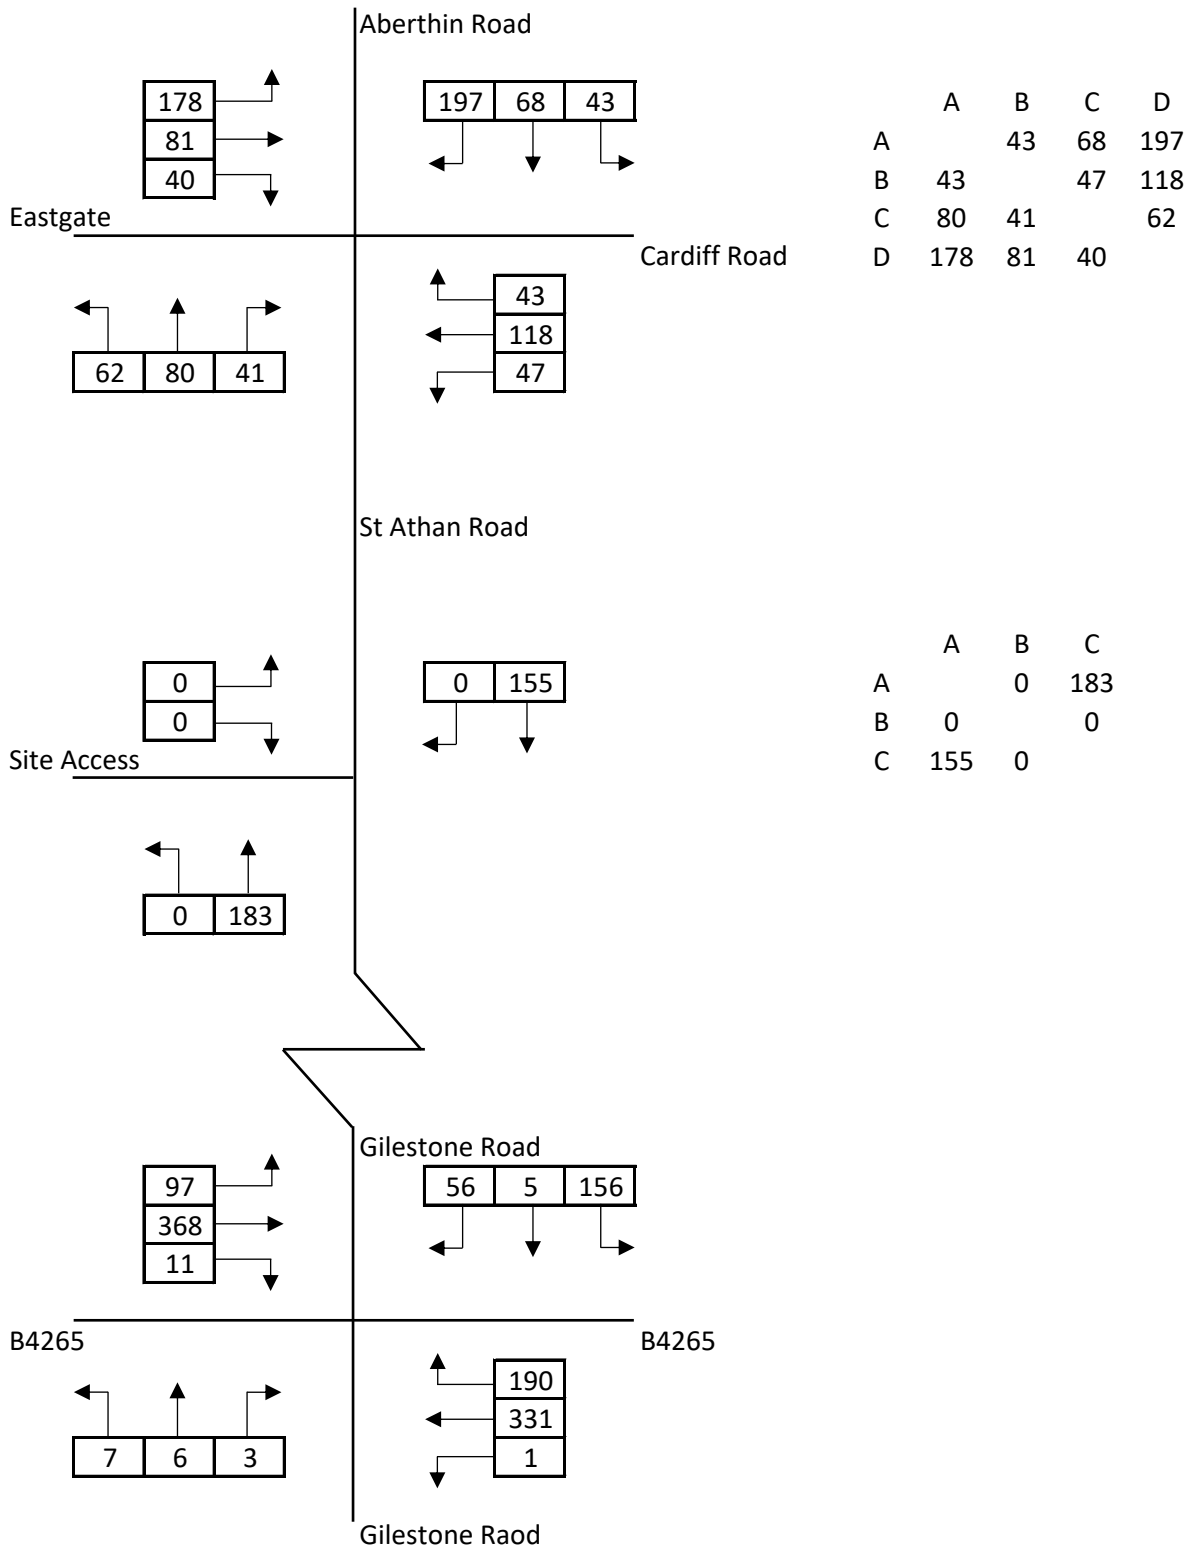 Aberthin Road
178 197 68 43 A B C D
81 A 43 68 197
40 B 43 47 118
Eastgate C 80 41 62
Cardiff Road D 178 81 40
43
118
62 80 41 47
St Athan Road
A B C
0 0 155 A 0 183
0 B 0 0
Site Access C 155 0
0 183
Gilestone Road
97 56 5 156
368
11
B4265 B4265
190
331
7 6 3 1
Gilestone Raod